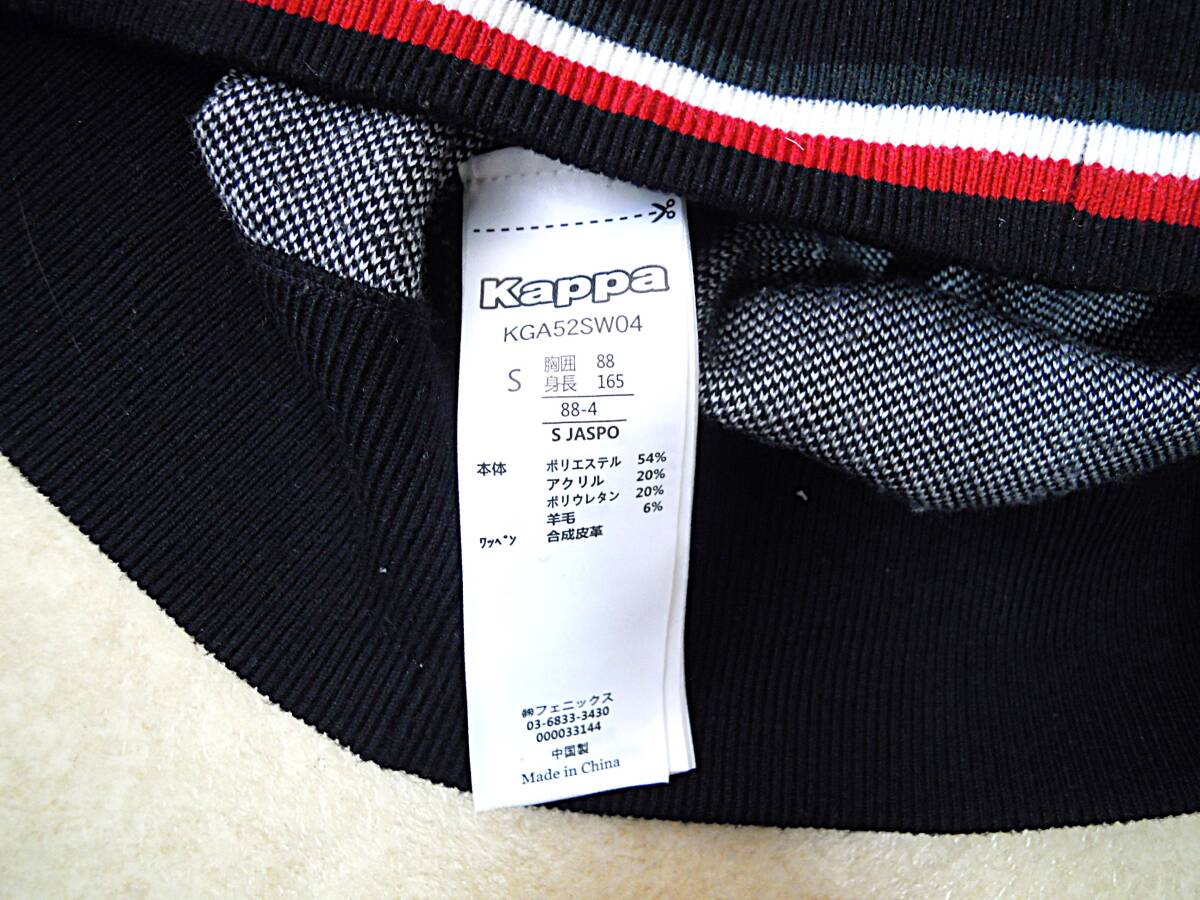 Kappa
KGA52SW04
S 胸囲 88
身長 165
88-4
S JASPO
本体 ポリエステル 54%
アクリル 20%
ポリウレタン 20%
羊毛 6%
ﾜｯﾍﾟﾝ 合成皮革
㈱フェニックス
03-6833-3430
000033144
中国製
Made in China